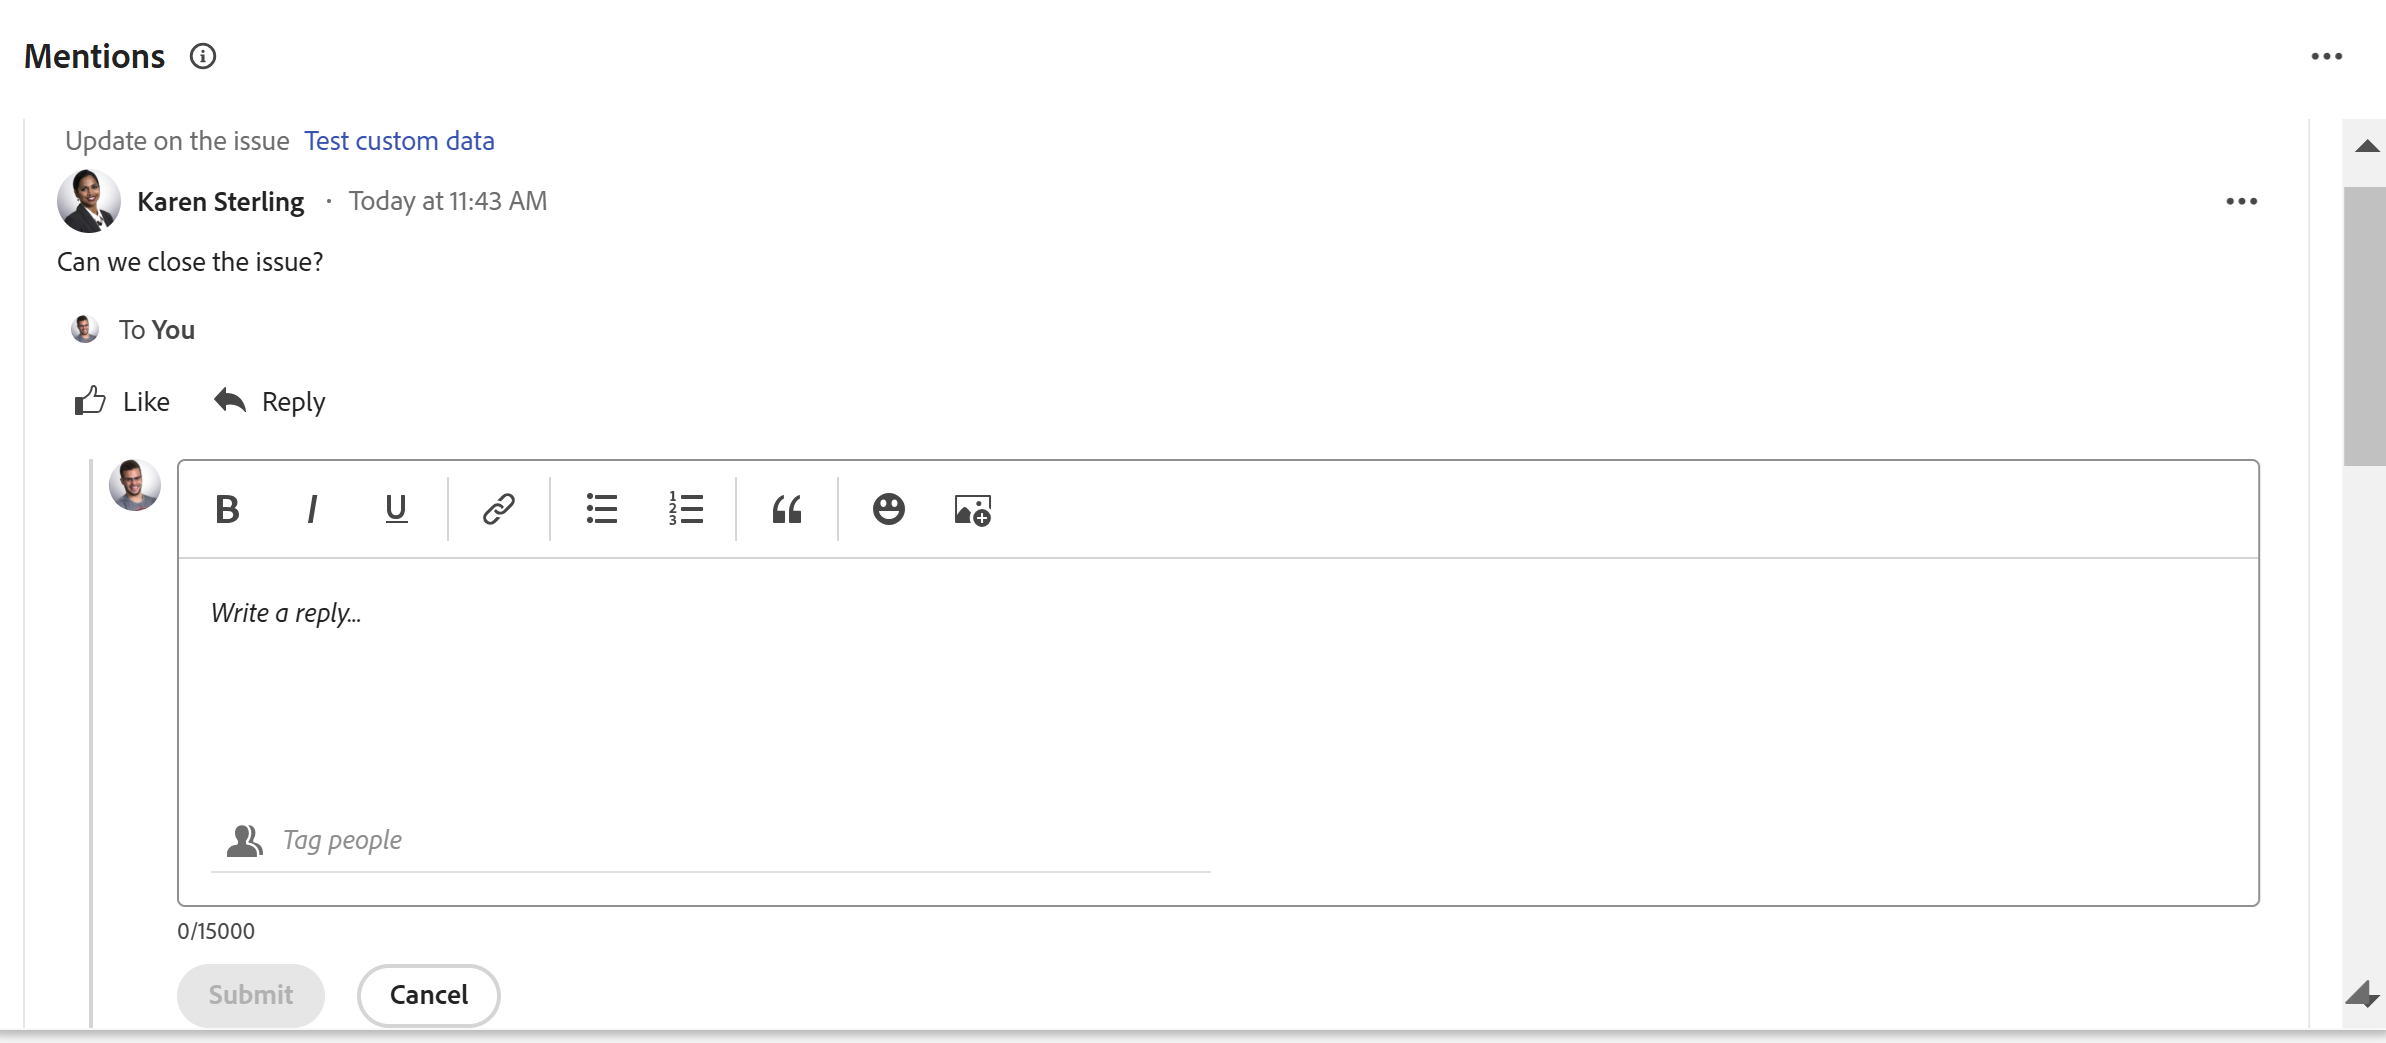 Mentions
Update on the issue Test custom data
Karen Sterling · Today at 11:43 AM
Can we close the issue?
To You
Like Reply
B I U
Write a reply...
Tag people
0/15000
Submit Cancel